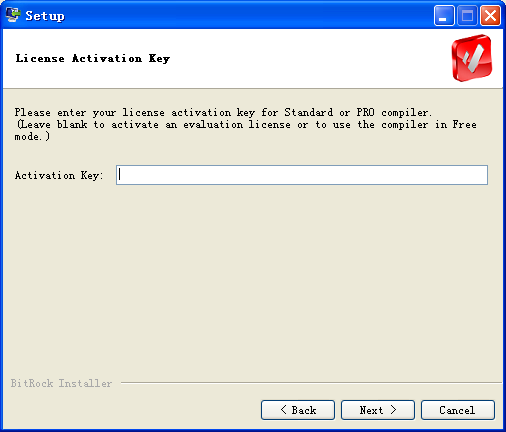 Setup
License Activation Key
Please enter your license activation key for Standard or PRO compiler.
(Leave blank to activate an evaluation license or to use the compiler in Free
mode.)
Activation Key:
BitRock Installer
< Back
Next >
Cancel